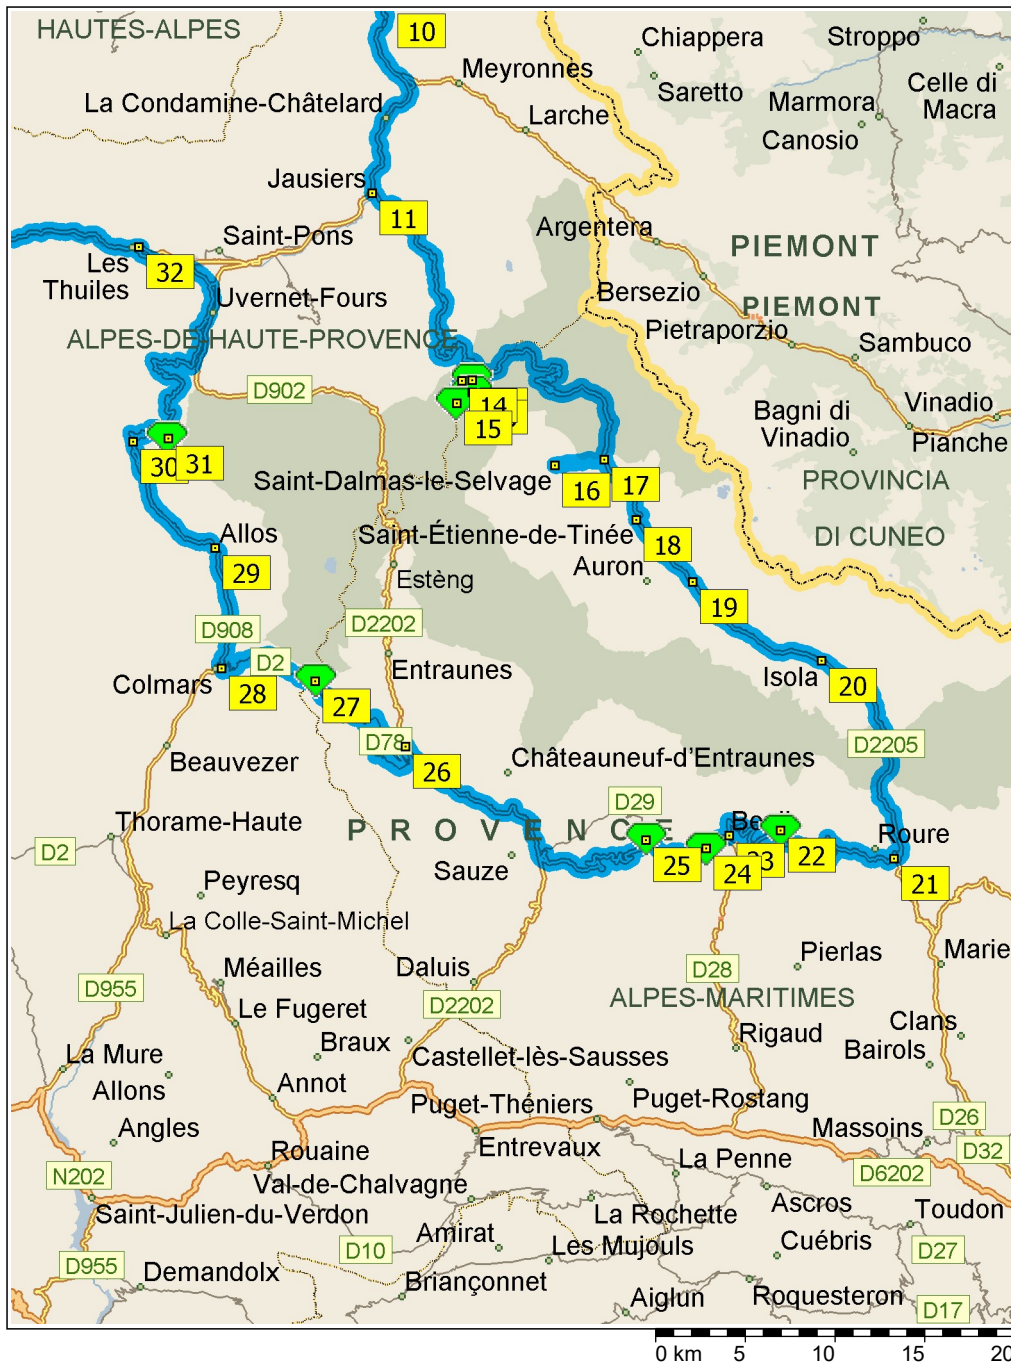 HAUTES-ALPES
10
Chiappera
Stroppo
Meyronnes
Saretto
Celle di
Macra
La Condamine-Châtelard
Larche
Marmora
Canosio
Jausiers
11
Argentera
Saint-Pons
PIEMONT
Les
Thuiles
32
Bersezio
Uvernet-Fours
PIEMONT
ALPES-DE-HAUTE-PROVENCE
Pietraporzio
Sambuco
D902
14
15
Bagni di
Vinadio
Vinadio
Pianche
30
31
Saint-Dalmas-le-Selvage
16
17
PROVINCIA
DI CUNEO
Allos
Saint-Étienne-de-Tinée
18
Auron
29
Estèng
19
D908
D2202
D2
Entraunes
Colmars
28
Isola
20
27
D78
D2205
Beauvezer
26
Châteauneuf-d'Entraunes
D29
Thorame-Haute
PROVENCE
Roure
D2
Sauze
25
24
23
22
21
Peyresq
La Colle-Saint-Michel
Méailles
Daluis
Pierlas
Marie
D955
D2202
D28
Le Fugeret
ALPES-MARITIMES
Braux
Rigaud
Clans
La Mure
Castellet-lès-Sausses
Bairols
Allons
Annot
Puget-Théniers
Puget-Rostang
Angles
Massoins
D26
Rouaine
Entrevaux
D32
N202
Val-de-Chalvagne
La Penne
D6202
Saint-Julien-du-Verdon
Ascros
La Rochette
Toudon
Amirat
Les Mujouls
Cuébris
D10
D27
D955
Demandolx
Briançonnet
Aiglun
Roquesteron
D17
0 km 5 10 15 20